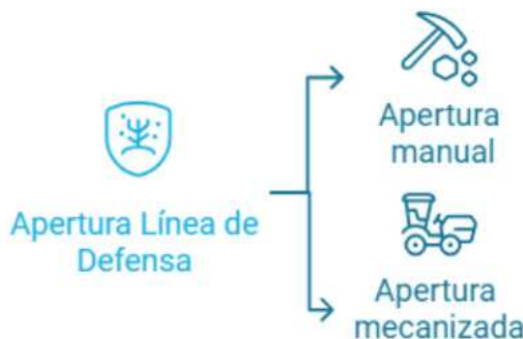 Apertura
manual
Apertura Línea de
Defensa
Apertura
mecanizada